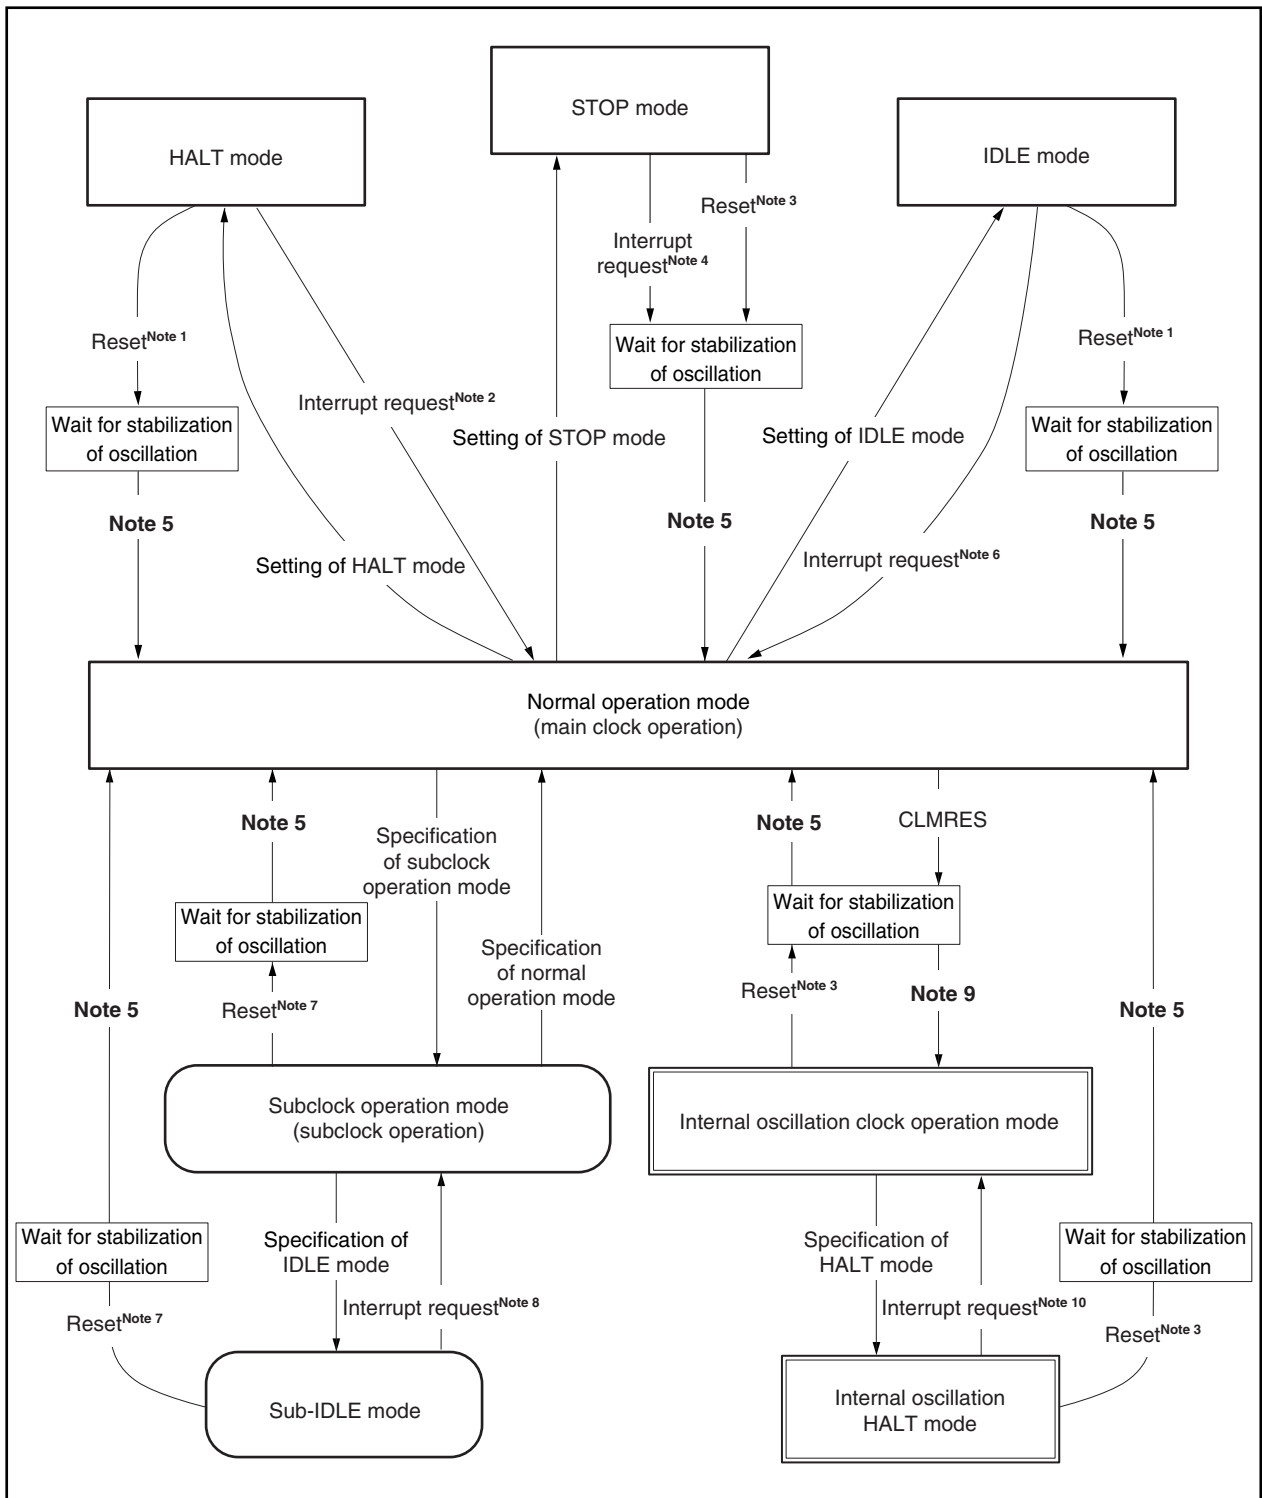 STOP mode
HALT mode
IDLE mode
Reset^Note 3
Interrupt
request^Note 4
Reset^Note 1
Wait for stabilization
of oscillation
Reset^Note 1
Interrupt request^Note 2
Setting of STOP mode
Setting of IDLE mode
Wait for stabilization
of oscillation
Wait for stabilization
of oscillation
Note 5
Note 5
Note 5
Setting of HALT mode
Interrupt request^Note 6
Normal operation mode
(main clock operation)
Note 5
Specification
of subclock
operation mode
Note 5
CLMRES
Wait for stabilization
of oscillation
Wait for stabilization
of oscillation
Specification
of normal
operation mode
Note 5
Reset^Note 7
Reset^Note 3
Note 9
Note 5
Subclock operation mode
(subclock operation)
Internal oscillation clock operation mode
Wait for stabilization
of oscillation
Specification of
IDLE mode
Specification of
HALT mode
Wait for stabilization
of oscillation
Reset^Note 7
Interrupt request^Note 8
Interrupt request^Note 10
Reset^Note 3
Sub-IDLE mode
Internal oscillation
HALT mode